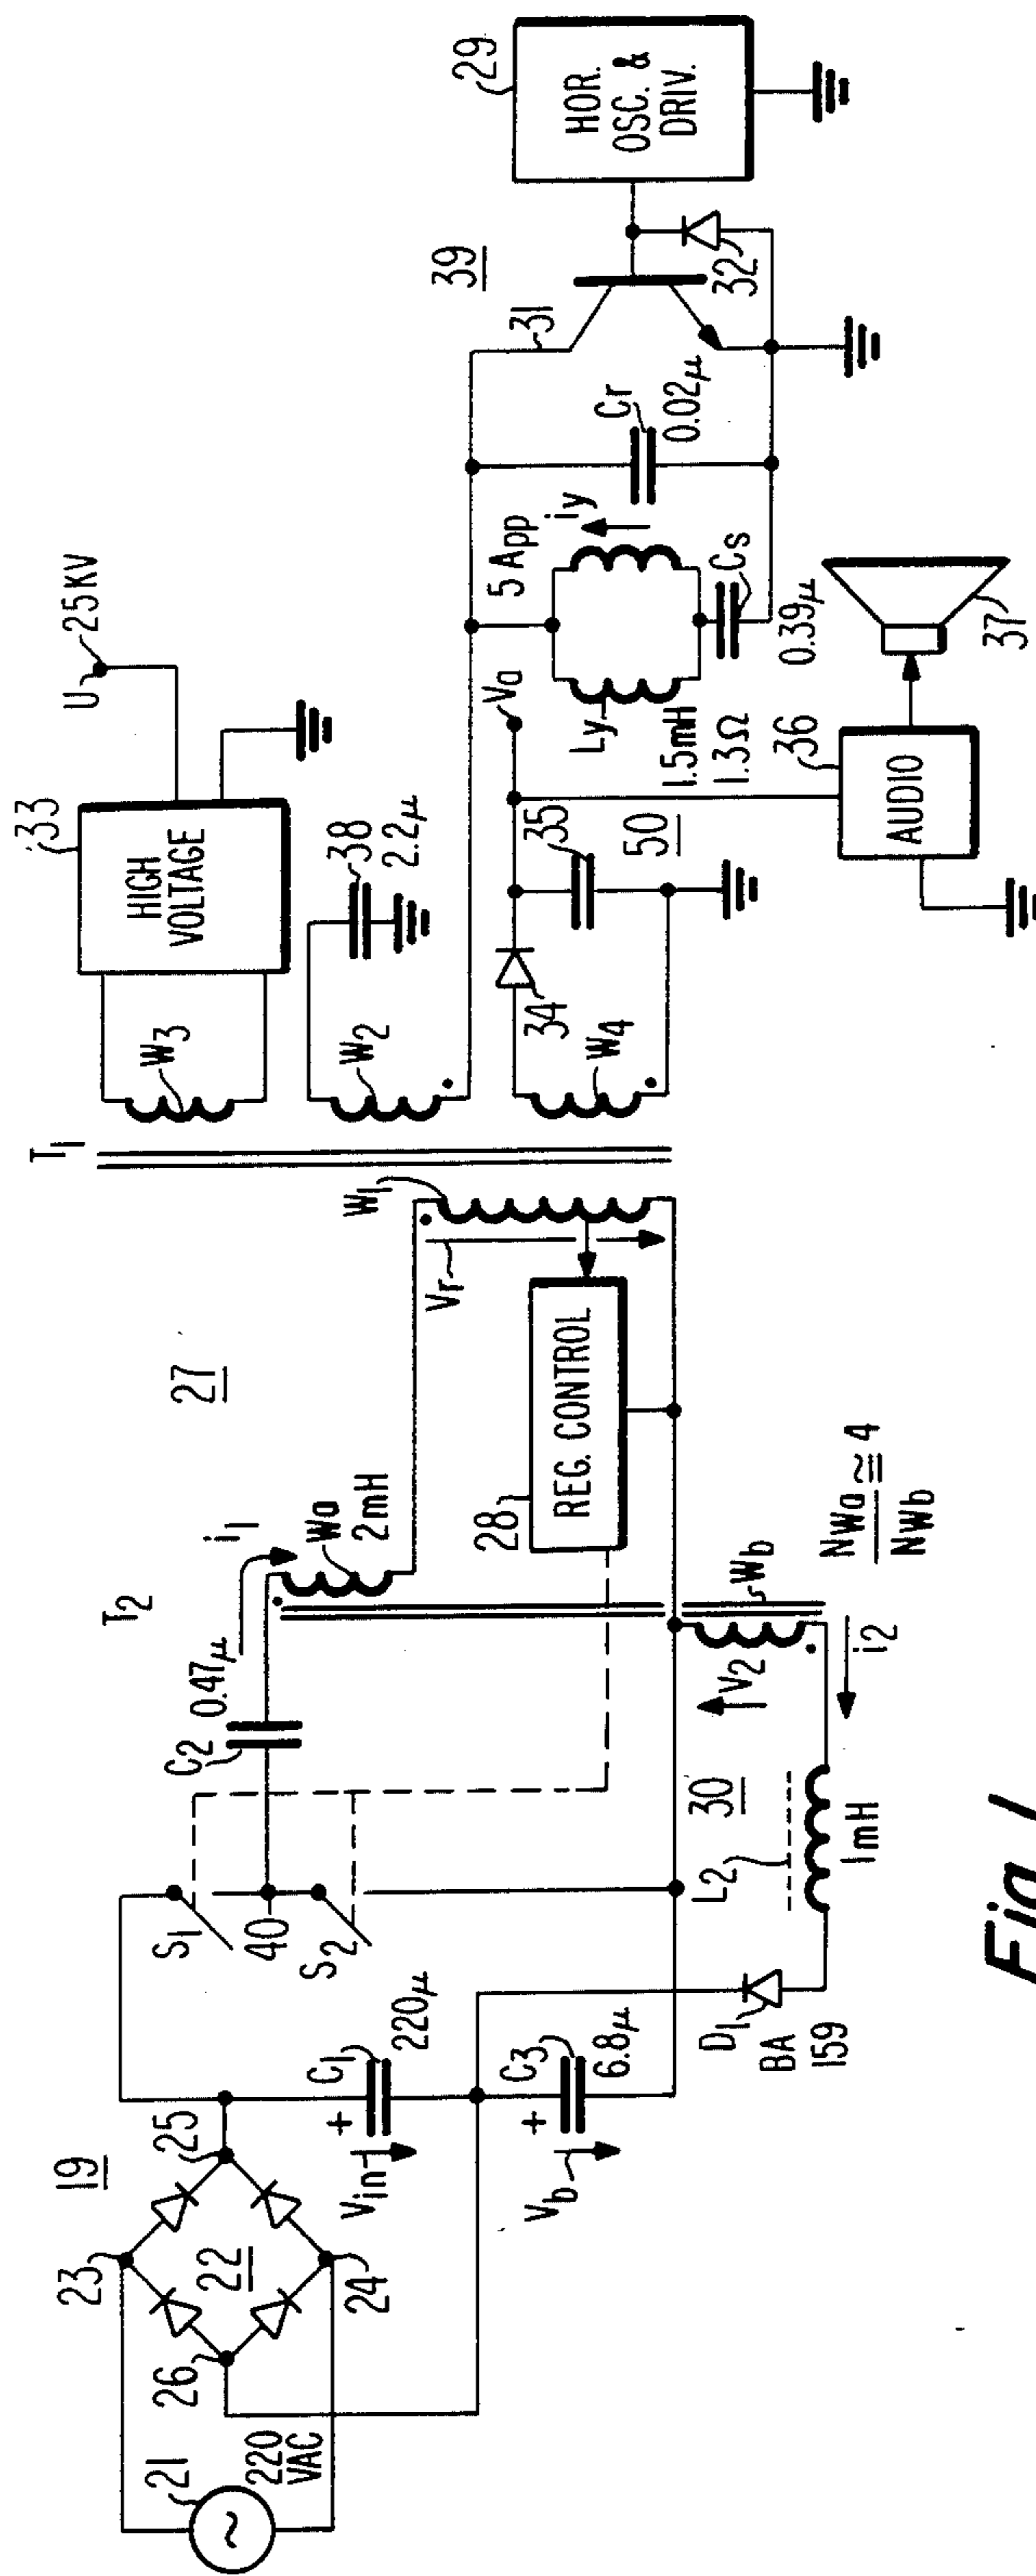 19
21
220
VAC
23
22
24
25
26
Vin
+
C1
220μ
Vb
+
C3
6.8μ
S1
40
S2
D1
BA
159
L2
30
1mH
C2
0.47μ
T2
i1
Wa
2mH
V2
Wb
i2
NWa
NWb
≅ 4
27
28
REG. CONTROL
Vr
W1
T1
W3
33
HIGH
VOLTAGE
U
25KV
W2
38
2.2μ
W4
34
35
50
Va
Ly
1.5mH
1.3Ω
5 App
iy
Cs
0.39μ
Cr
0.02μ
31
39
32
29
HOR.
OSC. &
DRIV.
36
AUDIO
37
Fig. 1